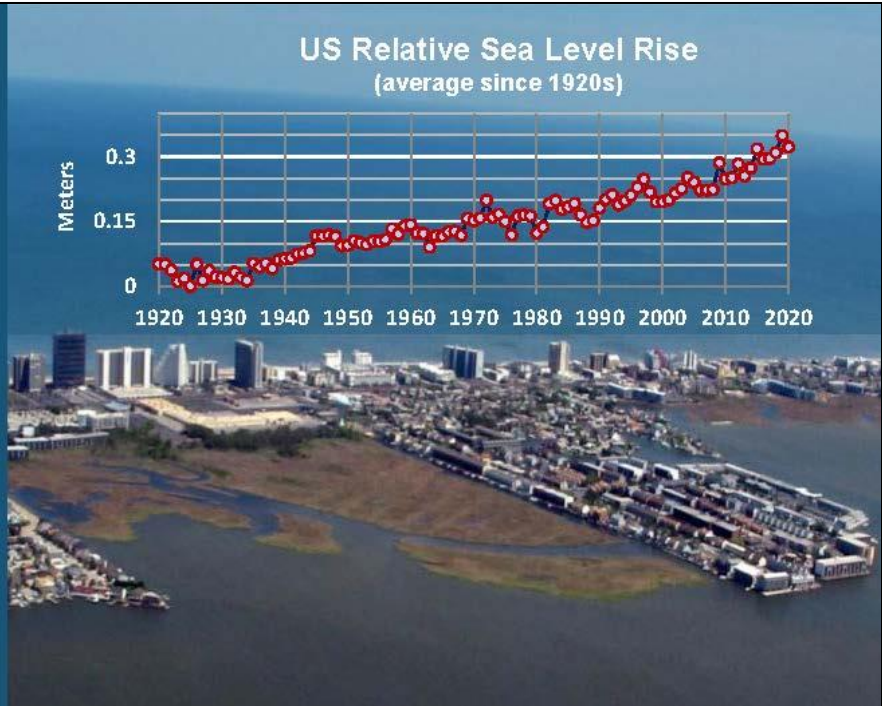 US Relative Sea Level Rise
(average since 1920s)
Meters
0.3
0.15
0
1920 1930 1940 1950 1960 1970 1980 1990 2000 2010 2020